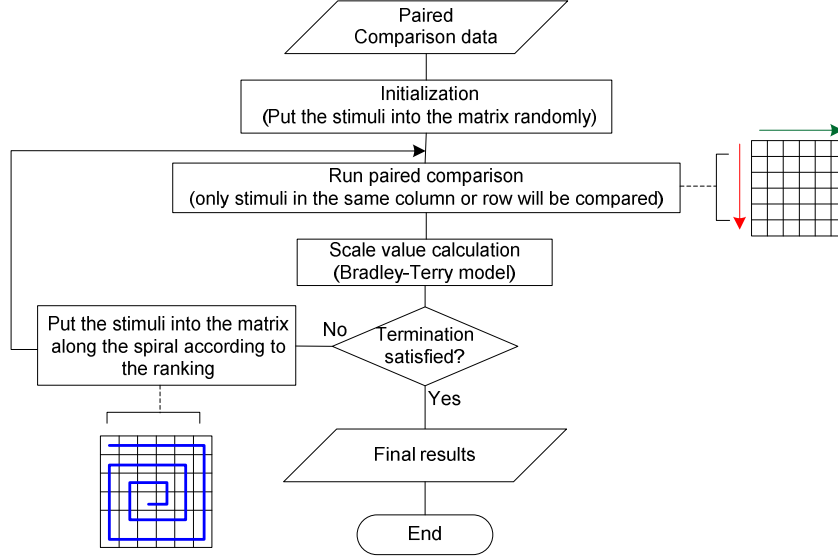 Paired
Comparison data
Initialization
(Put the stimuli into the matrix randomly)
Run paired comparison
(only stimuli in the same column or row will be compared)
Scale value calculation
(Bradley-Terry model)
Put the stimuli into the matrix
along the spiral according to
the ranking
No
Termination
satisfied?
Yes
Final results
End